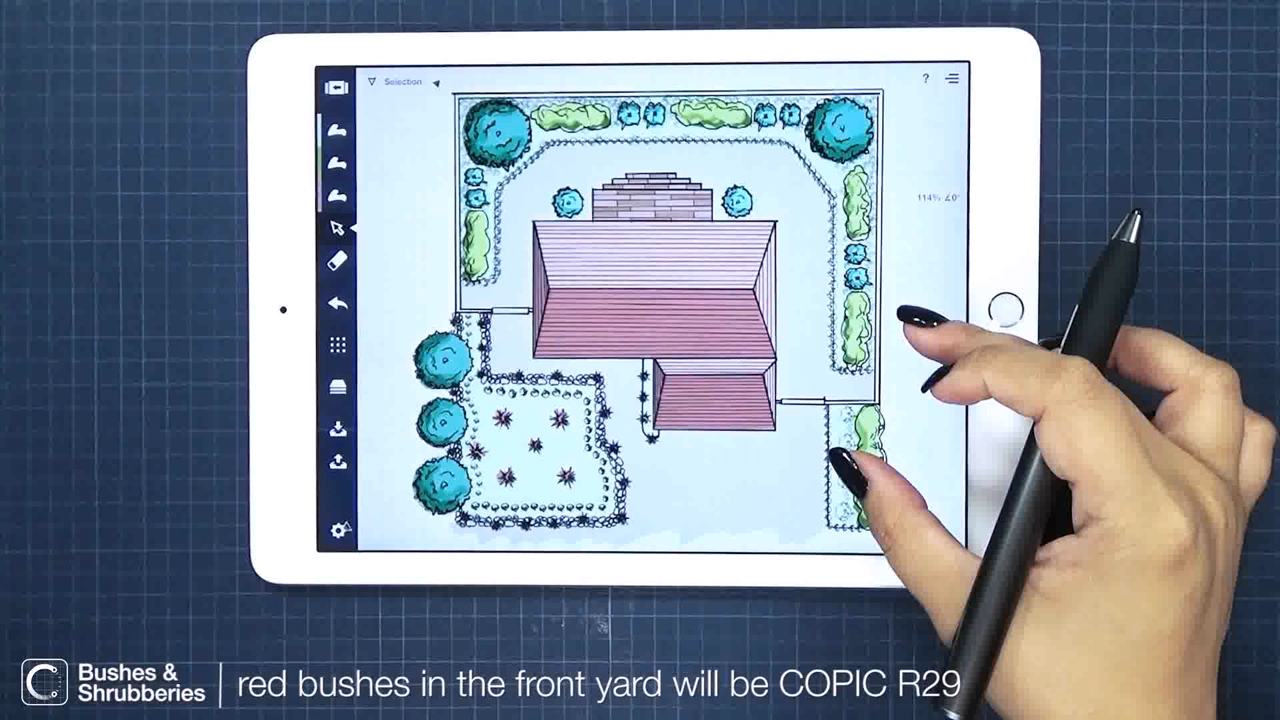 Selection
?
114% ∠0°
Bushes &
Shrubberies
red bushes in the front yard will be COPIC R29